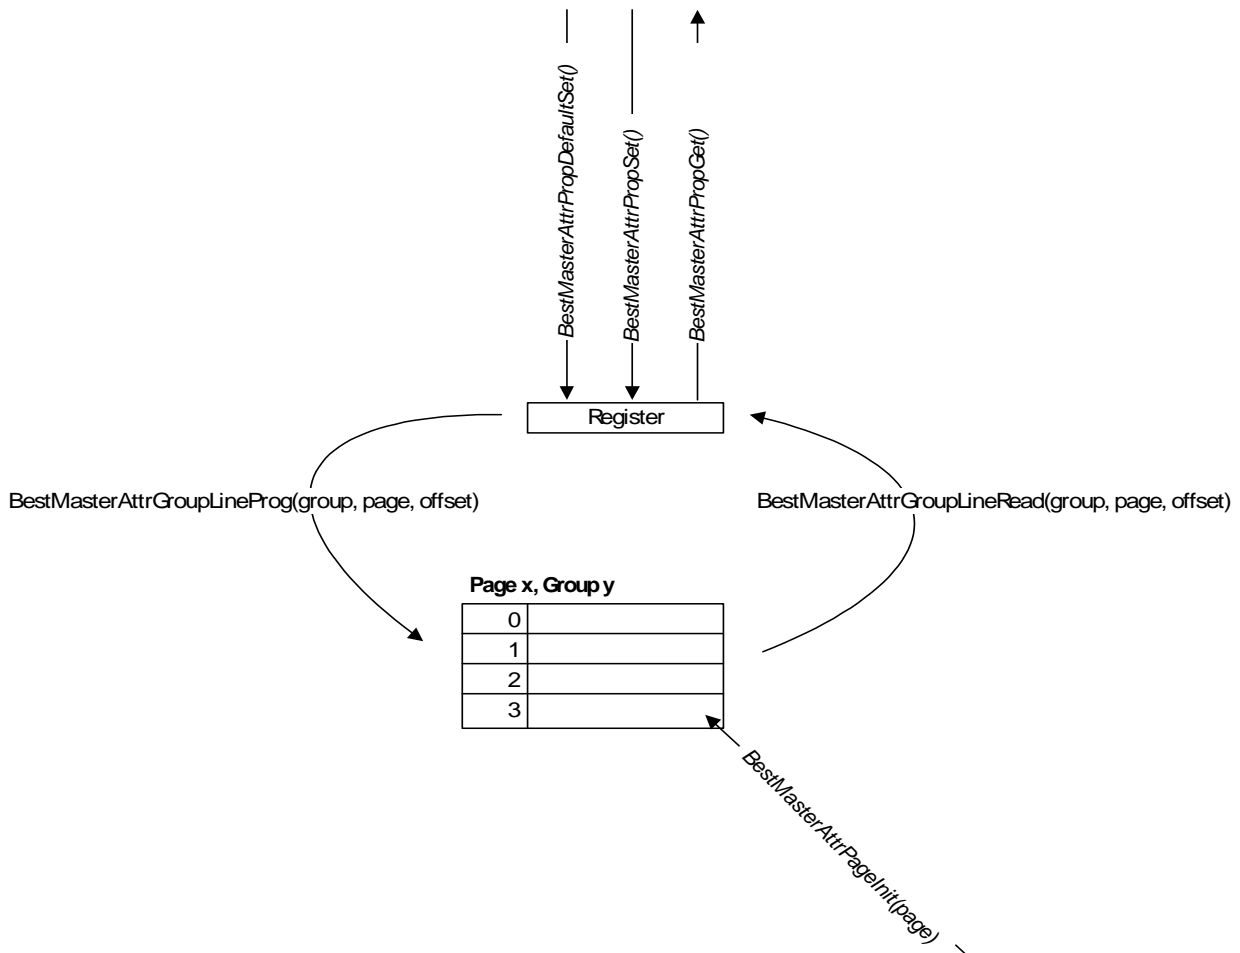 BestMasterAttrPropDefaultSet()
BestMasterAttrPropSet()
BestMasterAttrPropGet()
Register
BestMasterAttrGroupLineProg(group, page, offset)
BestMasterAttrGroupLineRead(group, page, offset)
Page x, Group y
0
1
2
3
BestMasterAttrPageInit(page)